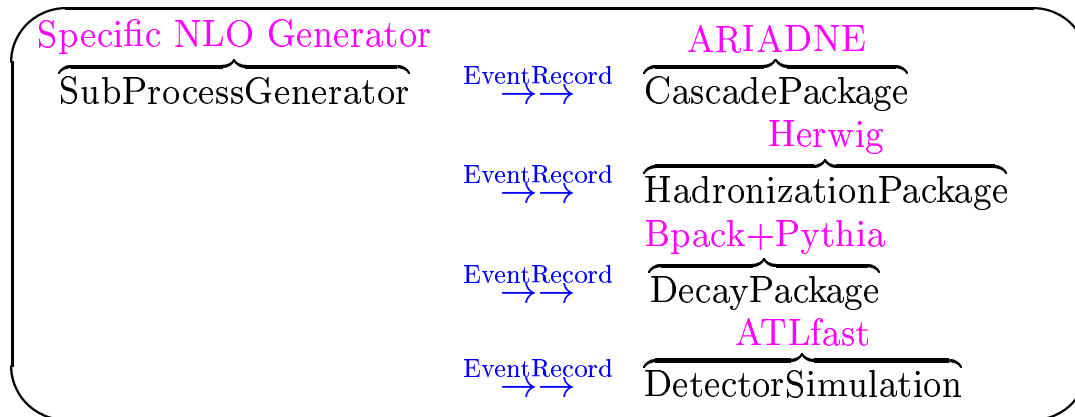 Specific NLO Generator ARIADNE
SubProcessGenerator EventRecord →→ CascadePackage
Herwig
EventRecord →→ HadronizationPackage
Bpack+Pythia
EventRecord →→ DecayPackage
ATLfast
EventRecord →→ DetectorSimulation